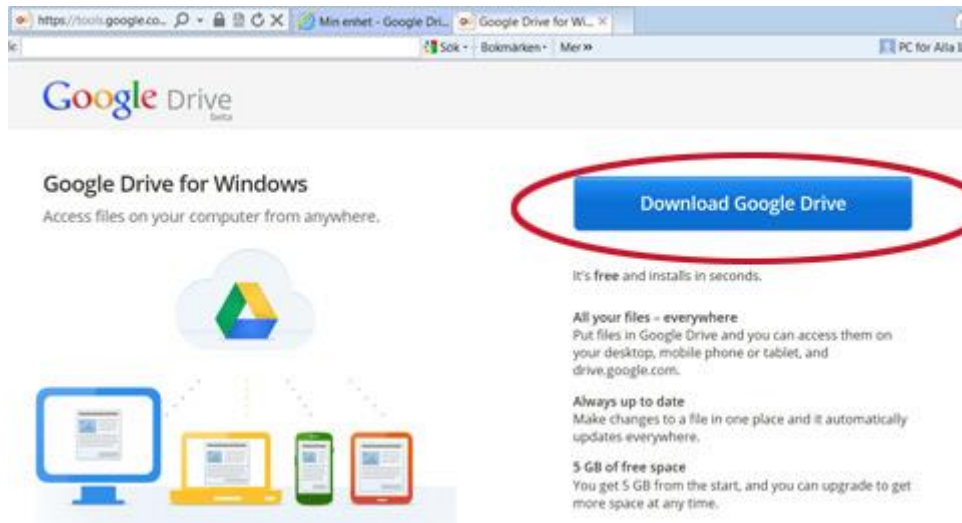 https://tools.google.co...
Min enhet - Google Dri...
Google Drive for Wi...
Sök
Bokmärken
Mer »
PC for Alla
Google Drive
beta
Google Drive for Windows
Access files on your computer from anywhere.
Download Google Drive
It's free and installs in seconds.
All your files – everywhere
Put files in Google Drive and you can access them on
your desktop, mobile phone or tablet, and
drive.google.com.
Always up to date
Make changes to a file in one place and it automatically
updates everywhere.
5 GB of free space
You get 5 GB from the start, and you can upgrade to get
more space at any time.